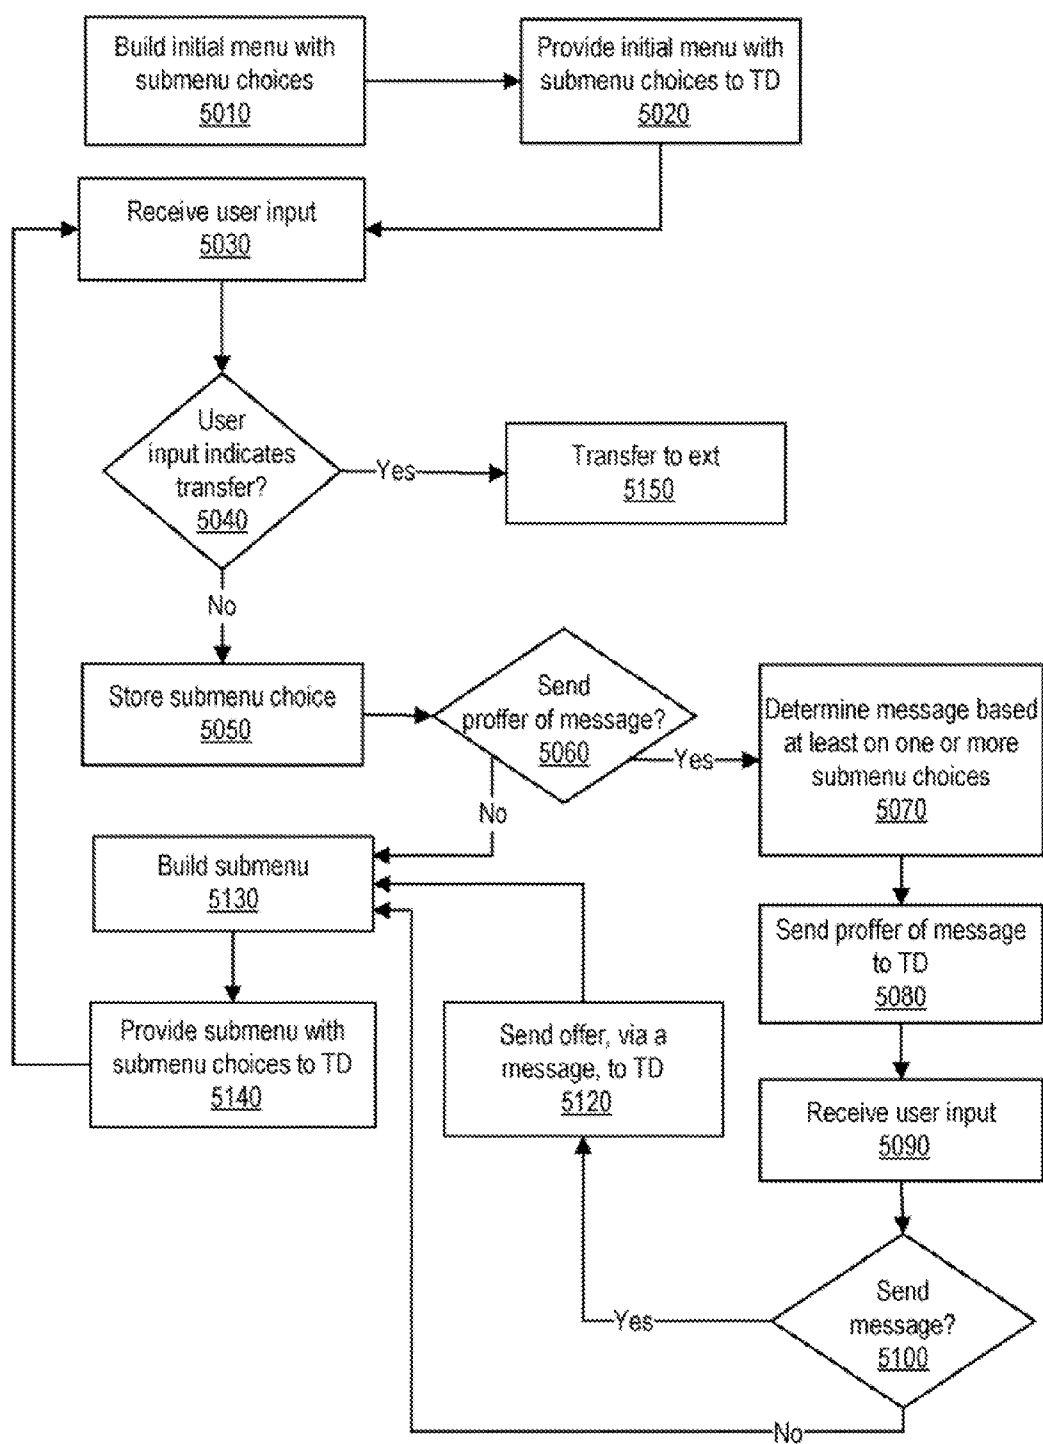 Build initial menu with
submenu choices
5010
Provide initial menu with
submenu choices to TD
5020
Receive user input
5030
User
input indicates
transfer?
5040
Yes
Transfer to ext
5150
No
Store submenu choice
5050
Send
proffer of message?
5060
Yes
Determine message based
at least on one or more
submenu choices
5070
No
Build submenu
5130
Send proffer of message
to TD
5080
Provide submenu with
submenu choices to TD
5140
Send offer, via a
message, to TD
5120
Receive user input
5090
Send
message?
5100
Yes
No